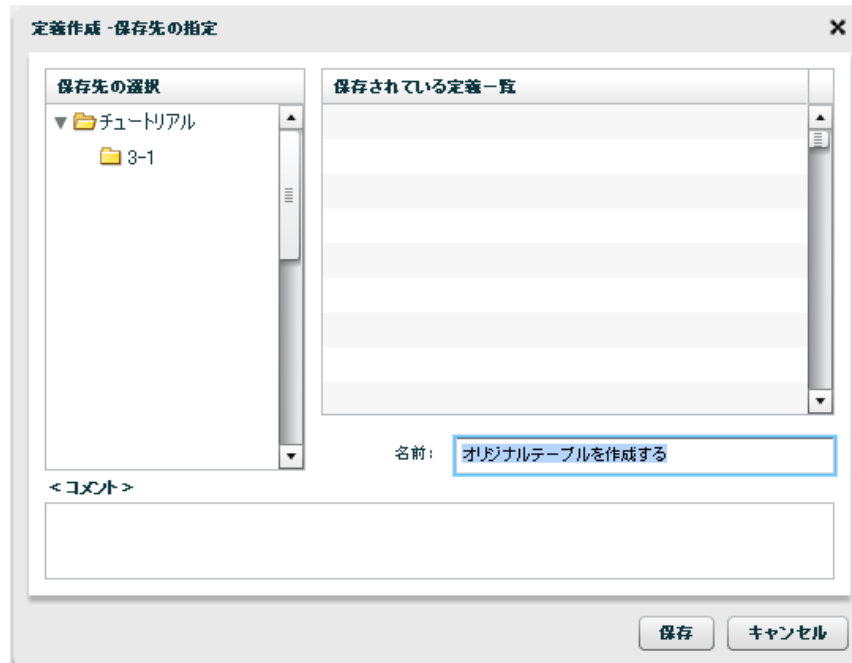 定義作成 -保存先の指定
保存先の選択
保存されている定義一覧
チュートリアル
3-1
名前:
オリジナルテーブルを作成する
<コメント>
保存
キャンセル